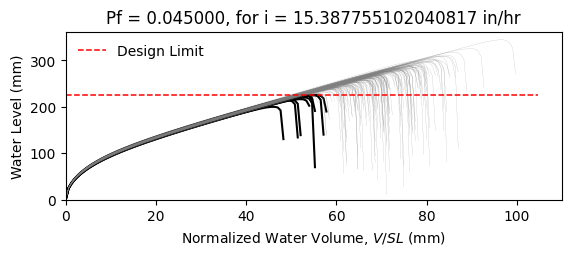 Pf = 0.045000, for i = 15.387755102040817 in/hr
Design Limit
Water Level (mm)
300
200
100
0
0 20 40 60 80 100
Normalized Water Volume, V/SL (mm)